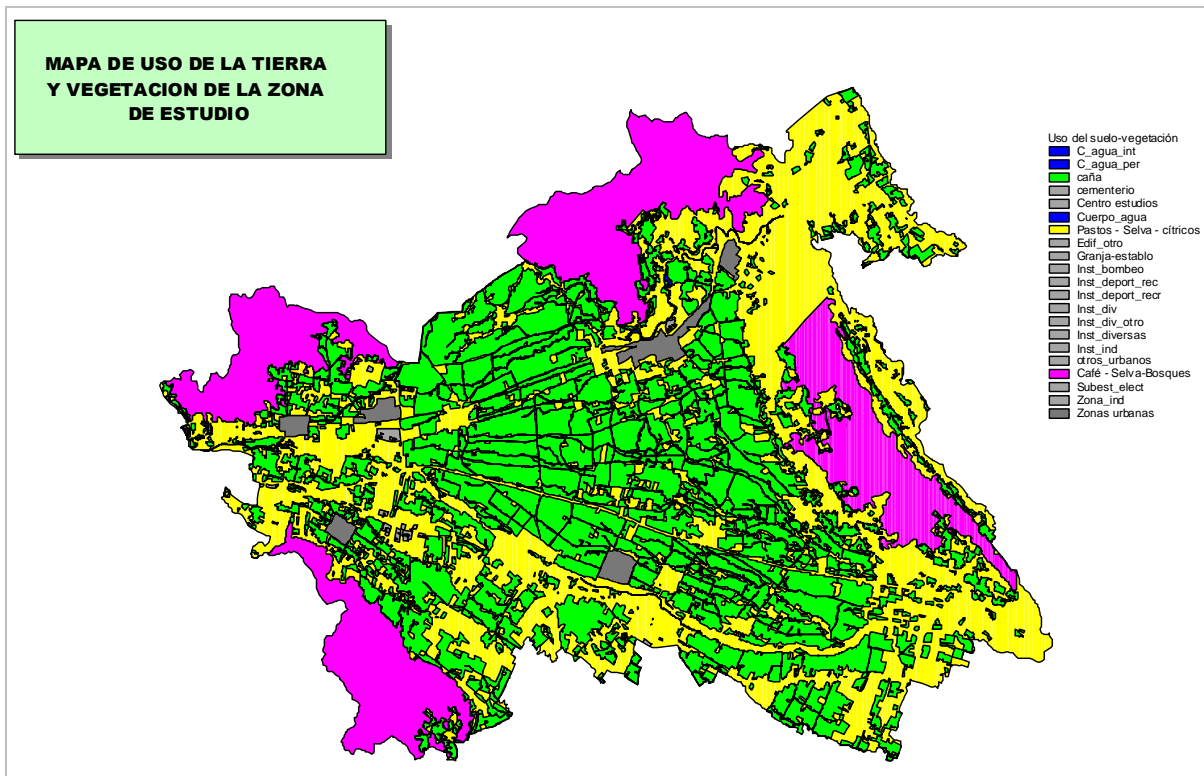 MAPA DE USO DE LA TIERRA
Y VEGETACION DE LA ZONA
DE ESTUDIO
Uso del suelo-vegetación
C_agua_int
C_agua_per
caña
cementerio
Centro estudios
Cuerpo_agua
Pastos - Selva - cítricos
Edif_otro
Granja-establo
Inst_bombeo
Inst_deport_rec
Inst_deport_recr
Inst_div
Inst_div_otro
Inst_diversas
Inst_ind
otros_urbanos
Café - Selva-Bosques
Subest_elect
Zona_ind
Zonas urbanas